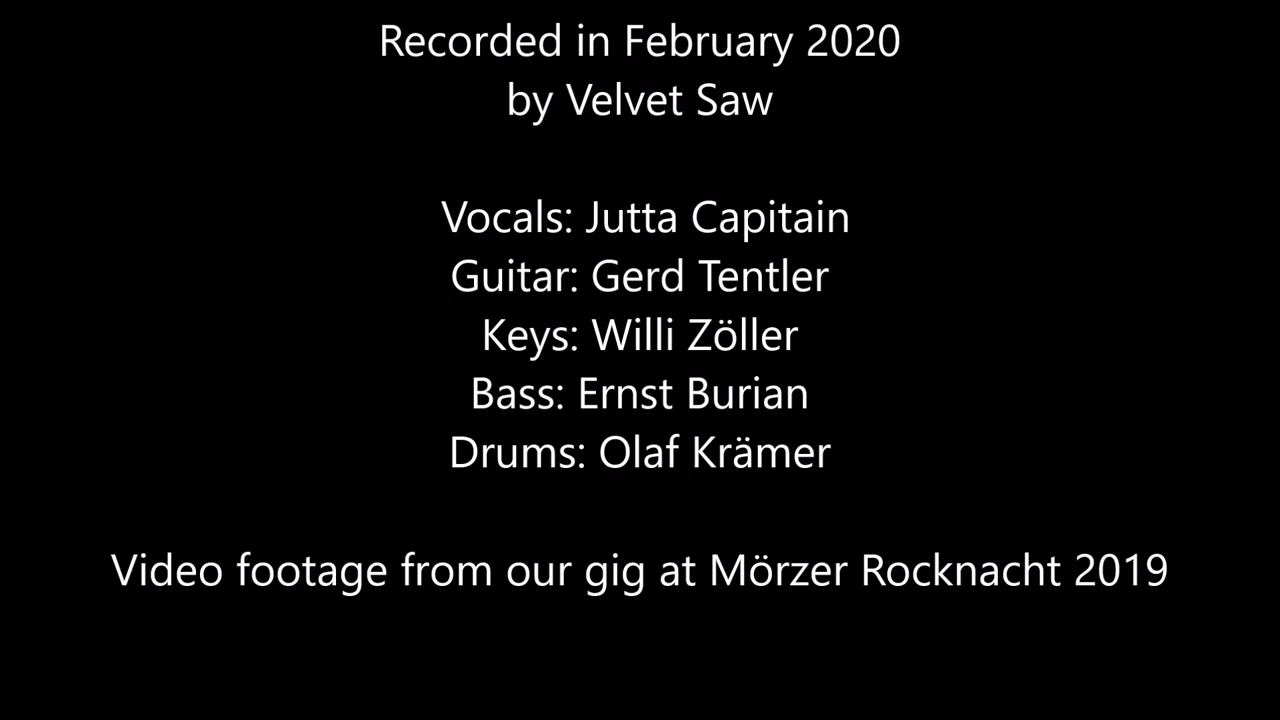 Recorded in February 2020
by Velvet Saw
Vocals: Jutta Capitain
Guitar: Gerd Tentler
Keys: Willi Zöller
Bass: Ernst Burian
Drums: Olaf Krämer
Video footage from our gig at Mörzer Rocknacht 2019